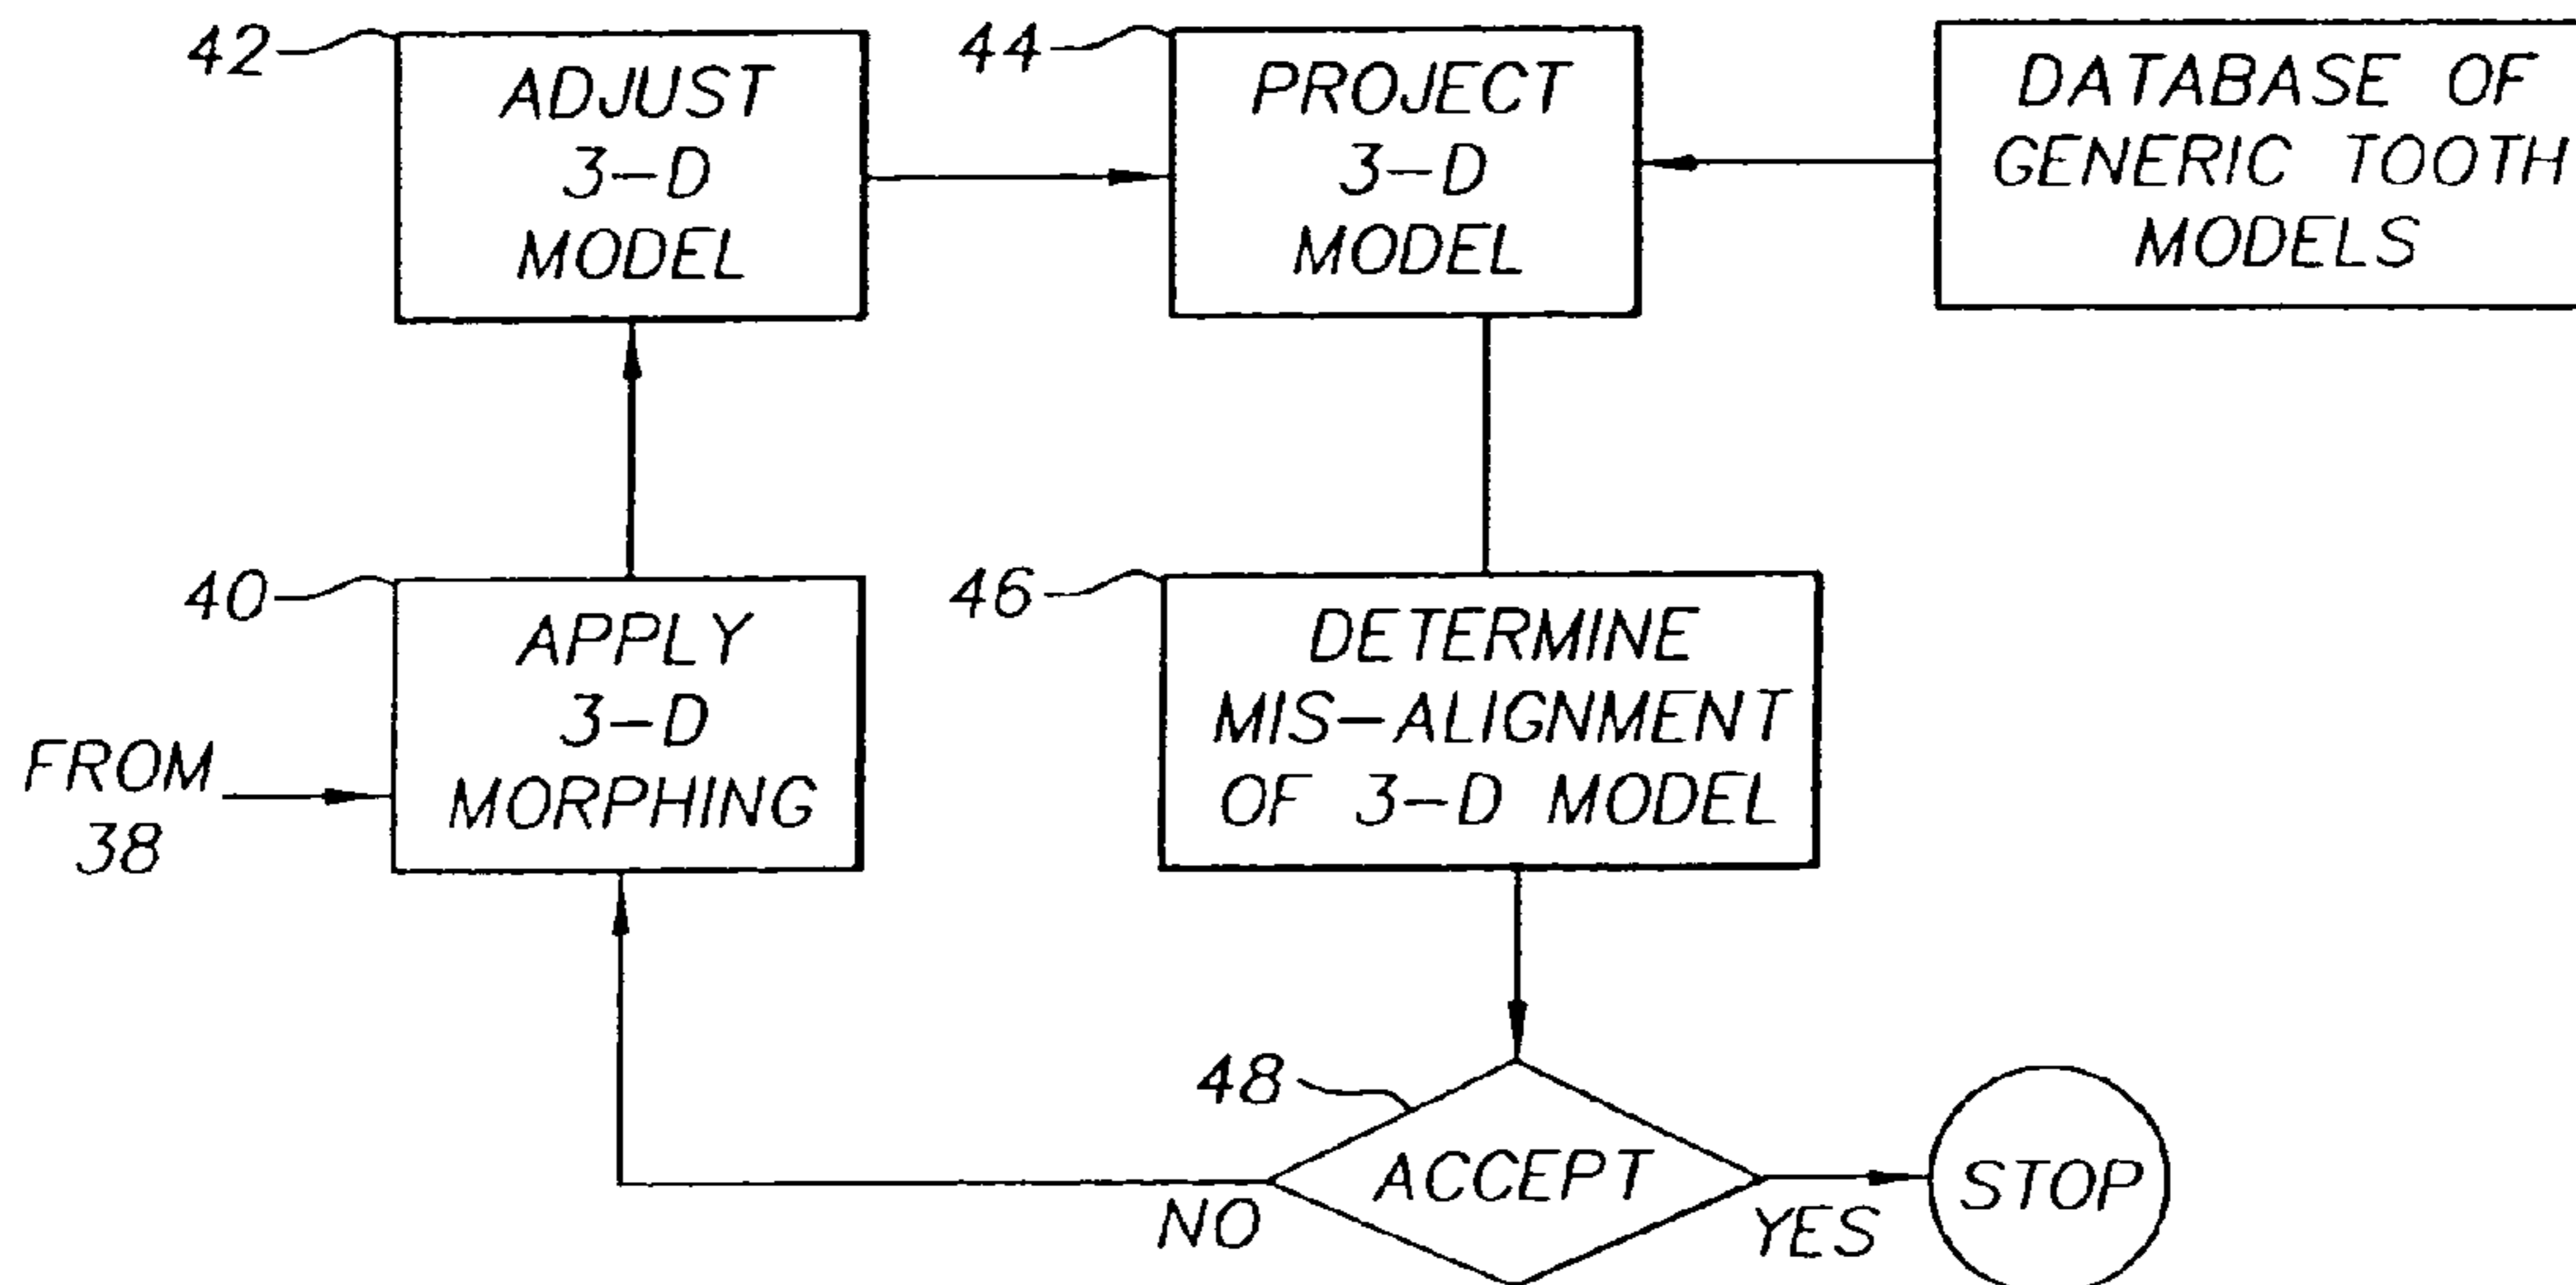 42
ADJUST
3-D
MODEL
44
PROJECT
3-D
MODEL
DATABASE OF
GENERIC TOOTH
MODELS
40
APPLY
3-D
MORPHING
FROM
38
46
DETERMINE
MIS-ALIGNMENT
OF 3-D MODEL
48
ACCEPT
NO
YES
STOP